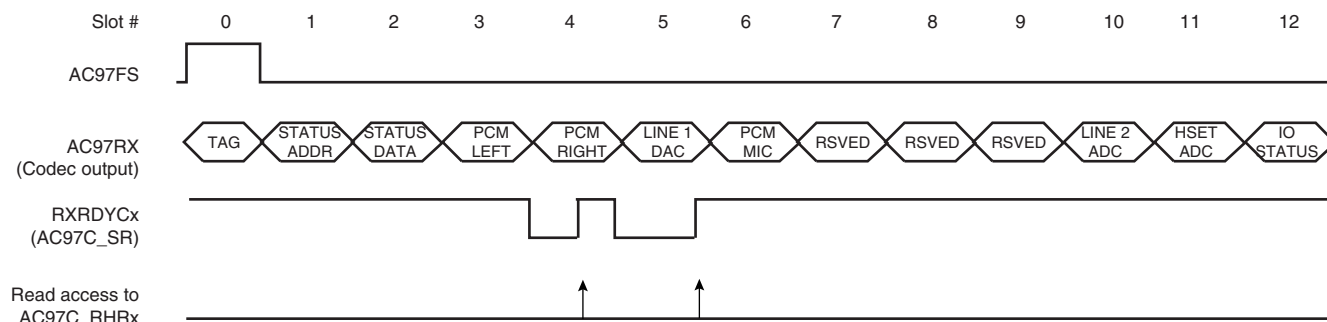 Slot # 0 1 2 3 4 5 6 7 8 9 10 11 12
AC97FS
AC97RX
(Codec output)
TAG
STATUS
ADDR
STATUS
DATA
PCM
LEFT
PCM
RIGHT
LINE 1
DAC
PCM
MIC
RSVED
RSVED
RSVED
LINE 2
ADC
HSET
ADC
IO
STATUS
RXRDYCx
(AC97C_SR)
Read access to
AC97C_RHRx